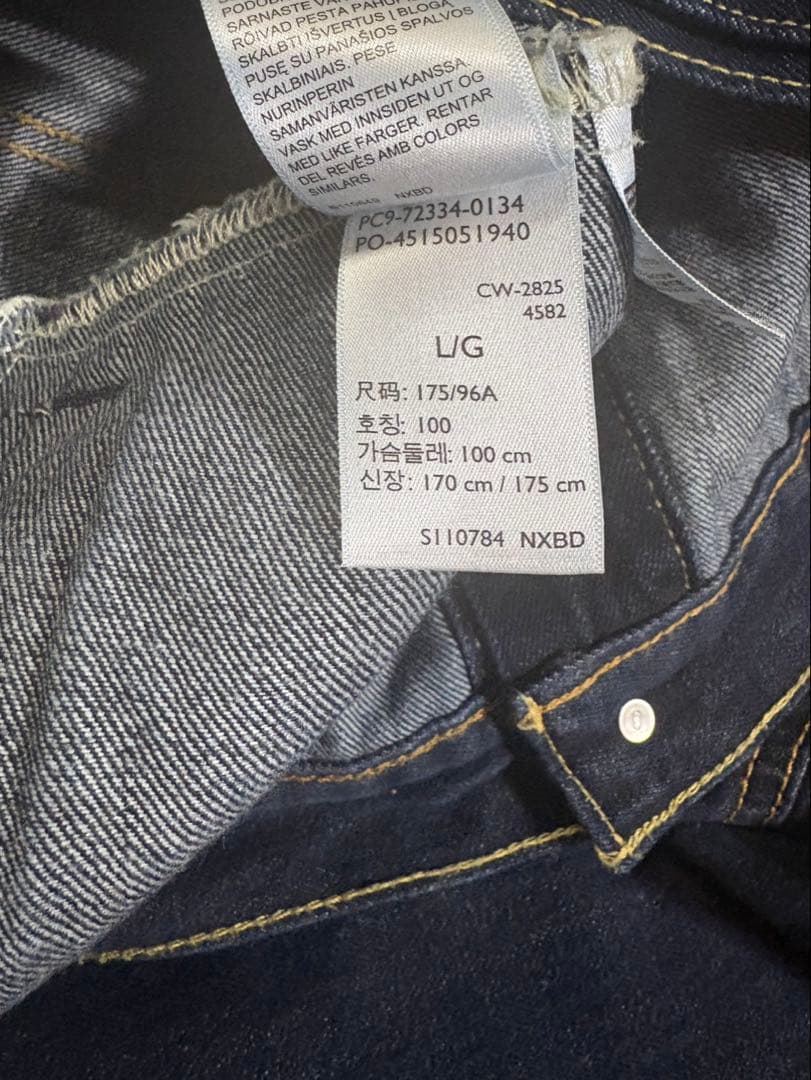 SARNASTE
RÕIVAD PESTA
SKALBTI IŠVERTUS Į BLOGĄ
PUSĘ SU PANAŠIOS SPALVOS
SKALBINIAIS. PESE
NURINPERIN
SAMANVÄRISTEN KANSSA.
VASK MED INNSIDEN UT OG
MED LIKE FARGER. RENTAR
DEL REVÉS AMB COLORS
SIMILARS.
NXBD
PC9-72334-0134
PO-4515051940
CW-2825
4582
L/G
尺码: 175/96A
호칭: 100
가슴둘레: 100 cm
신장: 170 cm / 175 cm
S110784 NXBD